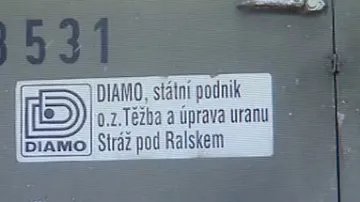 3531
DIAMO, státní podnik
o.z. Těžba a úprava uranu
Stráž pod Ralskem
DIAMO